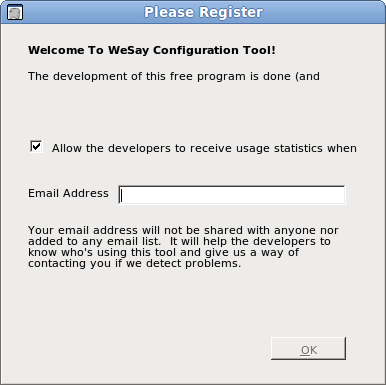 Please Register
Welcome To WeSay Configuration Tool!
The development of this free program is done (and
Allow the developers to receive usage statistics when
Email Address
Your email address will not be shared with anyone nor
added to any email list.  It will help the developers to
know who's using this tool and give us a way of
contacting you if we detect problems.
OK